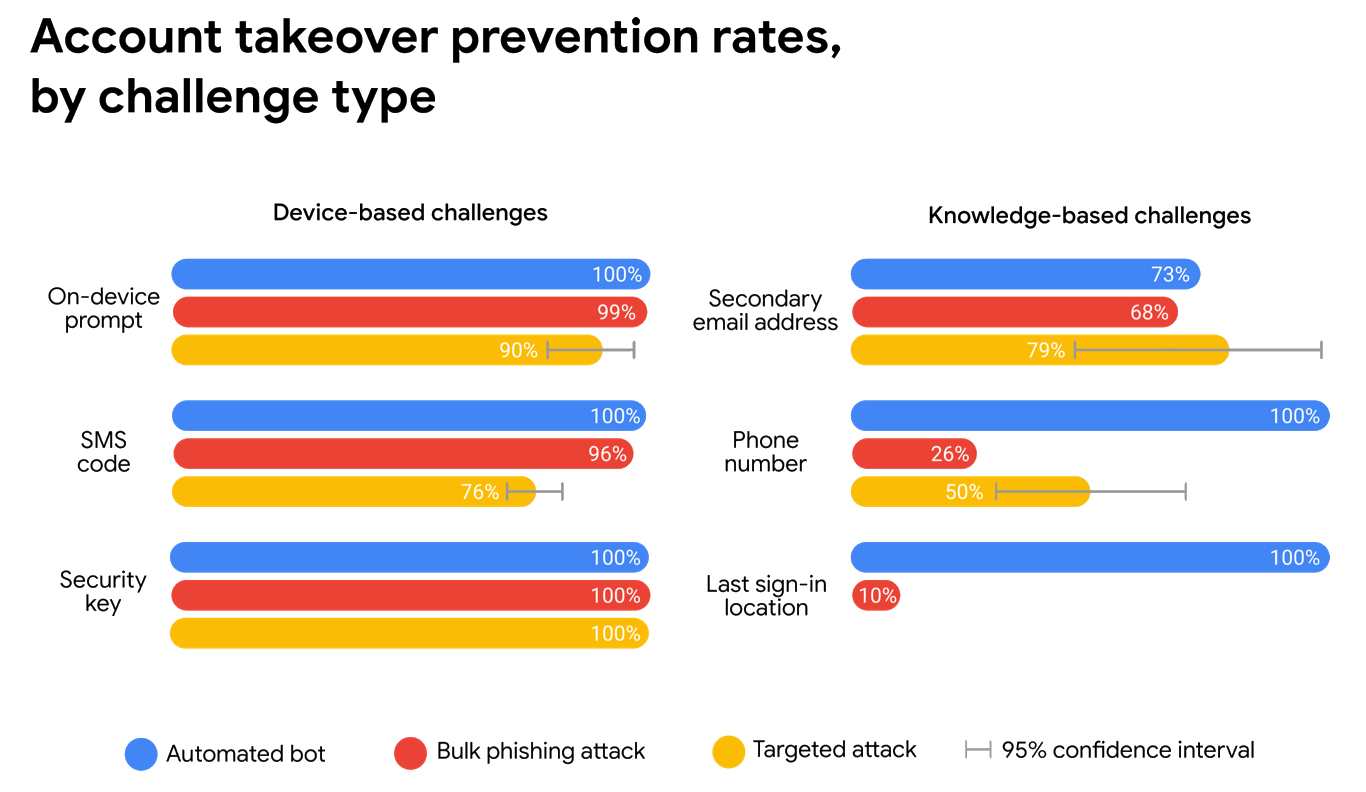 Account takeover prevention rates,
by challenge type
Device-based challenges
On-device
prompt
100%
99%
90%
SMS
code
100%
96%
76%
Security
key
100%
100%
100%
Knowledge-based challenges
Secondary
email address
73%
68%
79%
Phone
number
100%
26%
50%
Last sign-in
location
100%
10%
Automated bot
Bulk phishing attack
Targeted attack
95% confidence interval